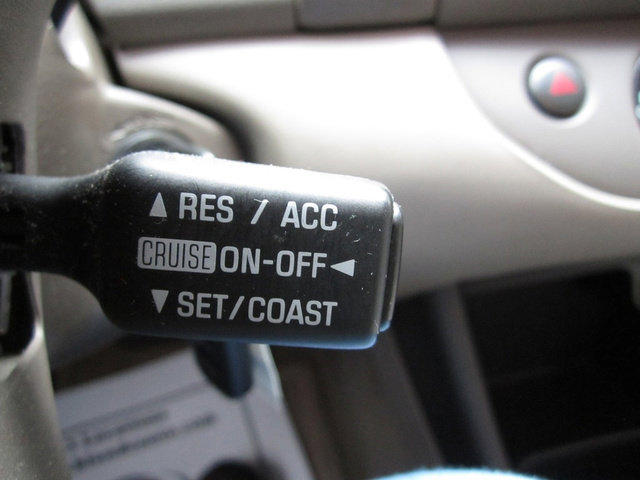 ▲ RES / ACC
CRUISE ON-OFF ◄
▼ SET/COAST